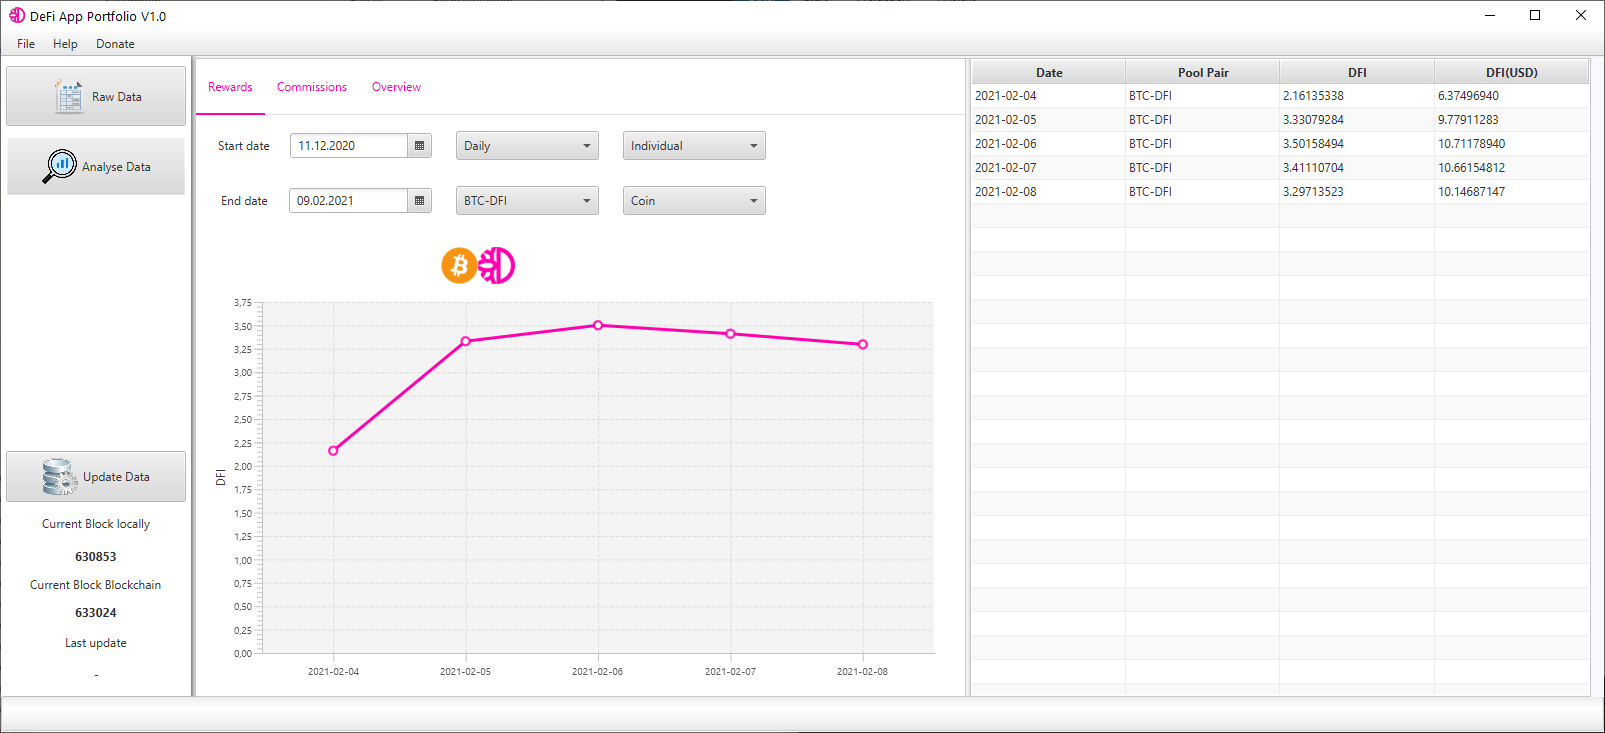 DeFi App Portfolio V1.0
File Help Donate
Raw Data
Analyse Data
Update Data
Current Block locally
630853
Current Block Blockchain
633024
Last update
-
Rewards Commissions Overview
Start date 11.12.2020 Daily Individual
End date 09.02.2021 BTC-DFI Coin
3,75
3,50
3,25
3,00
2,75
2,50
2,25
2,00
1,75
1,50
1,25
1,00
0,75
0,50
0,25
0,00
DFI
2021-02-04 2021-02-05 2021-02-06 2021-02-07 2021-02-08
Date Pool Pair DFI DFI(USD)
2021-02-04 BTC-DFI 2.16135338 6.37496940
2021-02-05 BTC-DFI 3.33079284 9.77911283
2021-02-06 BTC-DFI 3.50158494 10.71178940
2021-02-07 BTC-DFI 3.41110704 10.66154812
2021-02-08 BTC-DFI 3.29713523 10.14687147